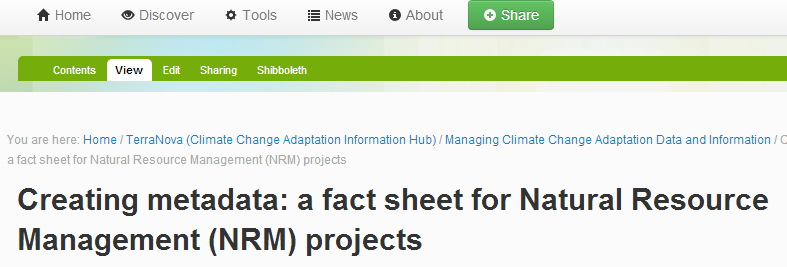 Home Discover Tools News About Share
Contents View Edit Sharing Shibboleth
You are here: Home / TerraNova (Climate Change Adaptation Information Hub) / Managing Climate Change Adaptation Data and Information /
a fact sheet for Natural Resource Management (NRM) projects
Creating metadata: a fact sheet for Natural Resource
Management (NRM) projects